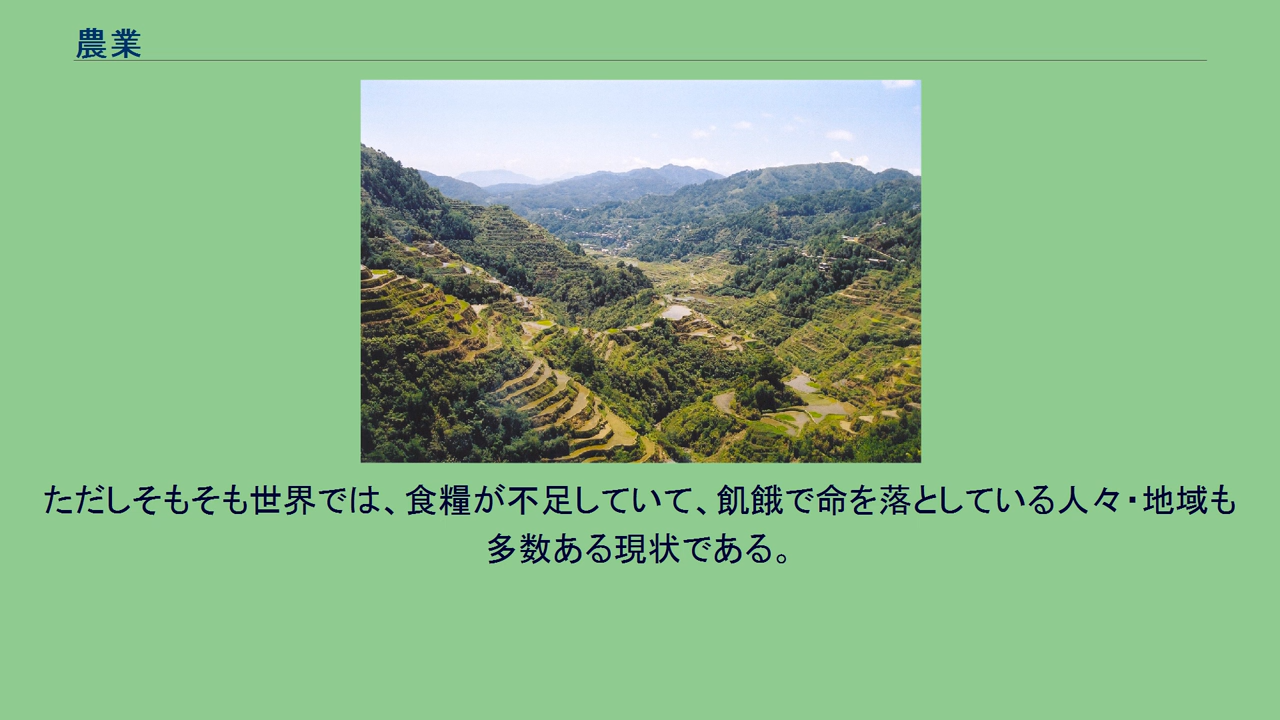 農業
ただしそもそも世界では、食糧が不足していて、飢餓で命を落としている人々・地域も
多数ある現状である。